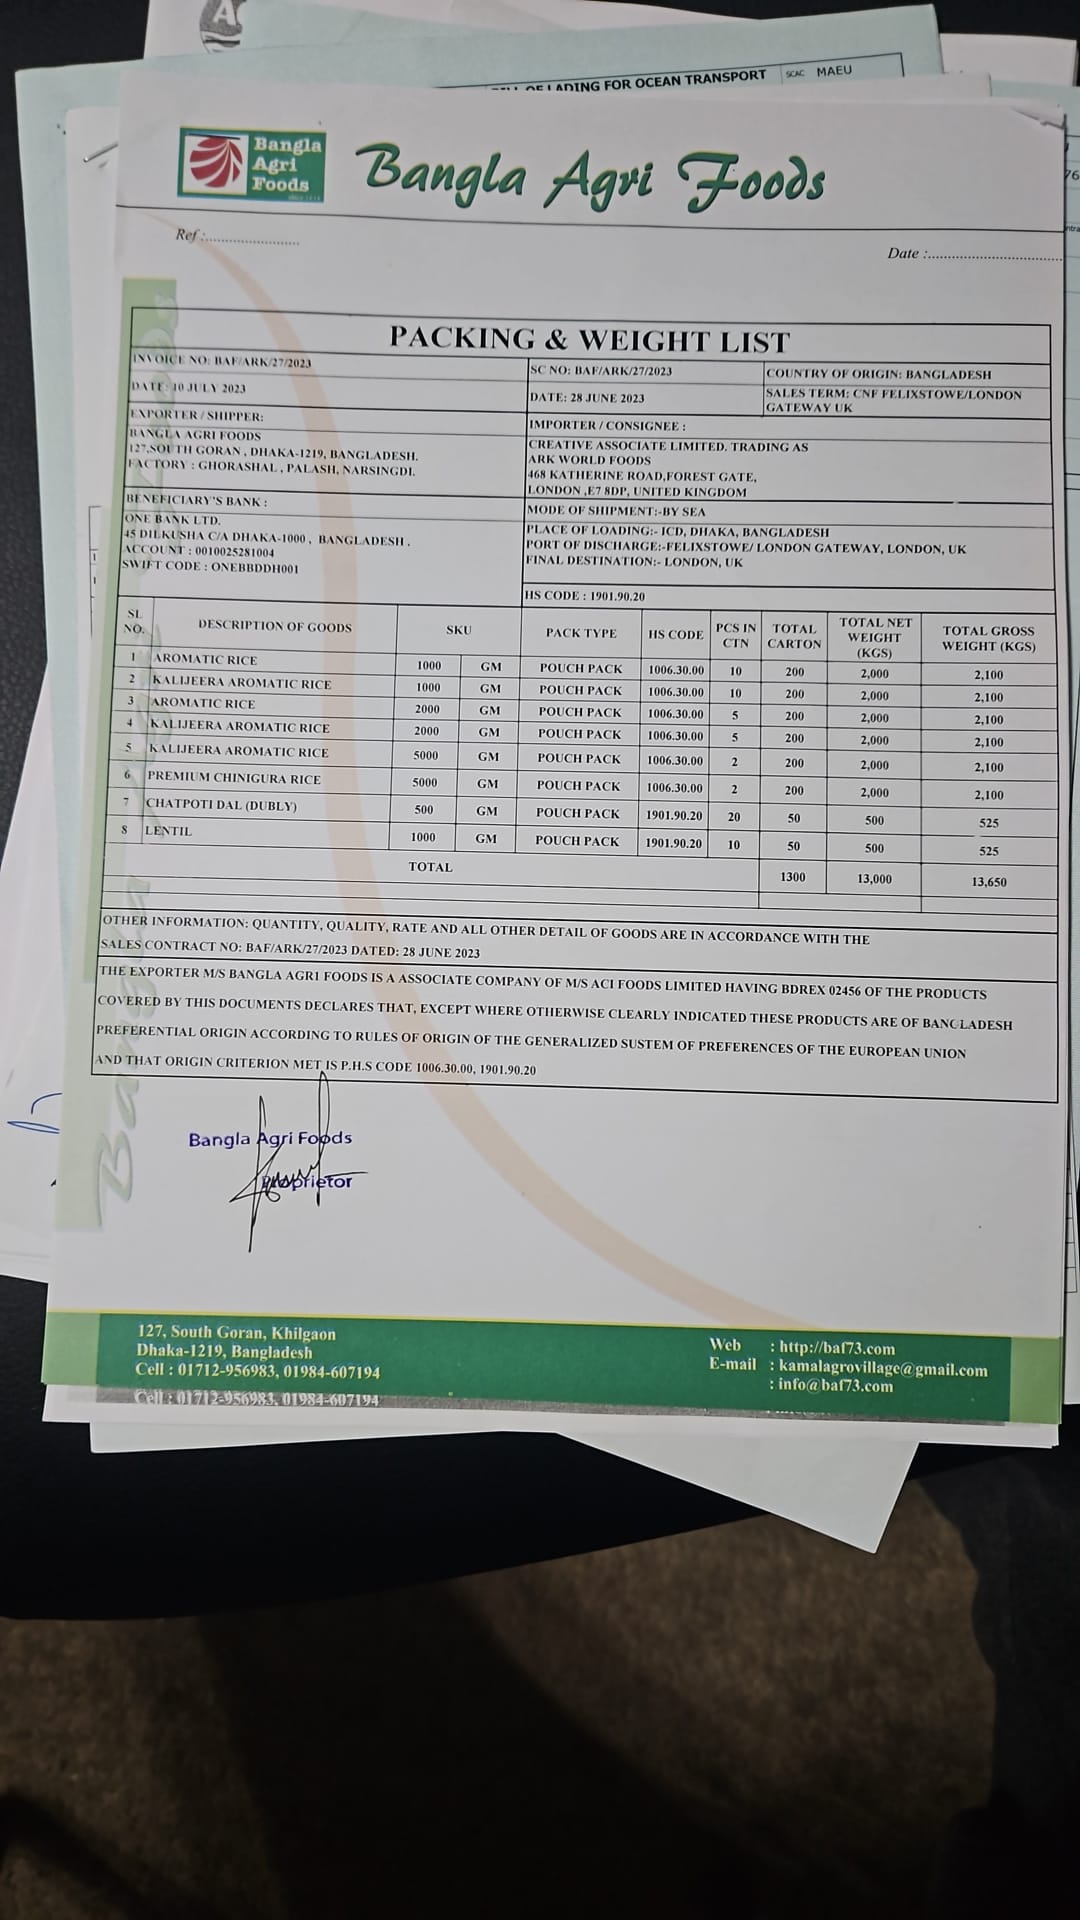 BILL OF LADING FOR OCEAN TRANSPORT SCAC MAEU
Bangla
Agri
Foods
Bangla Agri Foods
Ref :........................
Date :................................
PACKING & WEIGHT LIST
INVOICE NO: BAF/ARK/27/2023
DATE: 10 JULY 2023
SC NO: BAF/ARK/27/2023
DATE: 28 JUNE 2023
COUNTRY OF ORIGIN: BANGLADESH
SALES TERM: CNF FELIXSTOWE/LONDON
GATEWAY UK
EXPORTER / SHIPPER:
BANGLA AGRI FOODS
127,SOUTH GORAN , DHAKA-1219, BANGLADESH.
FACTORY : GHORASHAL , PALASH, NARSINGDI.
IMPORTER / CONSIGNEE :
CREATIVE ASSOCIATE LIMITED. TRADING AS
ARK WORLD FOODS
468 KATHERINE ROAD,FOREST GATE,
LONDON ,E7 8DP, UNITED KINGDOM
BENEFICIARY'S BANK :
ONE BANK LTD.
45 DILKUSHA C/A DHAKA-1000 , BANGLADESH .
ACCOUNT : 0010025281004
SWIFT CODE : ONEBBDDH001
MODE OF SHIPMENT:-BY SEA
PLACE OF LOADING:- ICD, DHAKA, BANGLADESH
PORT OF DISCHARGE:-FELIXSTOWE/ LONDON GATEWAY, LONDON, UK
FINAL DESTINATION:- LONDON, UK
HS CODE : 1901.90.20
SL NO. DESCRIPTION OF GOODS SKU PACK TYPE HS CODE PCS IN CTN TOTAL CARTON TOTAL NET WEIGHT (KGS) TOTAL GROSS WEIGHT (KGS)
1 AROMATIC RICE 1000 GM POUCH PACK 1006.30.00 10 200 2,000 2,100
2 KALIJEERA AROMATIC RICE 1000 GM POUCH PACK 1006.30.00 10 200 2,000 2,100
3 AROMATIC RICE 2000 GM POUCH PACK 1006.30.00 5 200 2,000 2,100
4 KALIJEERA AROMATIC RICE 2000 GM POUCH PACK 1006.30.00 5 200 2,000 2,100
5 KALIJEERA AROMATIC RICE 5000 GM POUCH PACK 1006.30.00 2 200 2,000 2,100
6 PREMIUM CHINIGURA RICE 5000 GM POUCH PACK 1006.30.00 2 200 2,000 2,100
7 CHATPOTI DAL (DUBLY) 500 GM POUCH PACK 1901.90.20 20 50 500 525
8 LENTIL 1000 GM POUCH PACK 1901.90.20 10 50 500 525
TOTAL 1300 13,000 13,650
OTHER INFORMATION: QUANTITY, QUALITY, RATE AND ALL OTHER DETAIL OF GOODS ARE IN ACCORDANCE WITH THE
SALES CONTRACT NO: BAF/ARK/27/2023 DATED: 28 JUNE 2023
THE EXPORTER M/S BANGLA AGR1 FOODS IS A ASSOCIATE COMPANY OF M/S ACI FOODS LIMITED HAVING BDREX 02456 OF THE PRODUCTS
COVERED BY THIS DOCUMENTS DECLARES THAT, EXCEPT WHERE OTHERWISE CLEARLY INDICATED THESE PRODUCTS ARE OF BANGLADESH
PREFERENTIAL ORIGIN ACCORDING TO RULES OF ORIGIN OF THE GENERALIZED SUSTEM OF PREFERENCES OF THE EUROPEAN UNION
AND THAT ORIGIN CRITERION MET IS P.H.S CODE 1006.30.00, 1901.90.20
Bangla Agri Foods
Proprietor
127, South Goran, Khilgaon
Dhaka-1219, Bangladesh
Cell : 01712-956983, 01984-607194
Web : http://baf73.com
E-mail : kamalagrovillage@gmail.com
: info@baf73.com
Cell : 01712-956983, 01984-607194